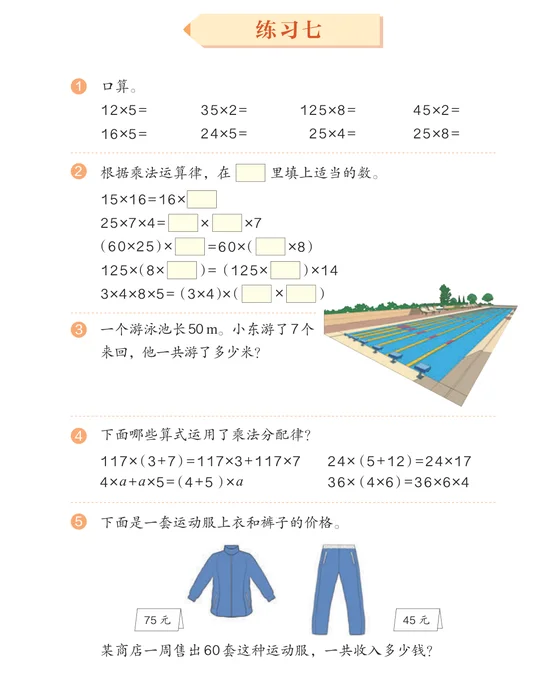 练习七
1 口算。
12×5= 35×2= 125×8= 45×2=
16×5= 24×5= 25×4= 25×8=
2 根据乘法运算律，在 □ 里填上适当的数。
15×16=16×□
25×7×4=□×□×7
(60×25)×□=60×(□×8)
125×(8×□)=(125×□)×14
3×4×8×5=(3×4)×(□×□)
3 一个游泳池长50 m。小东游了7个
来回，他一共游了多少米？
4 下面哪些算式运用了乘法分配律？
117×(3+7)=117×3+117×7 24×(5+12)=24×17
4×a+a×5=(4+5)×a 36×(4×6)=36×6×4
5 下面是一套运动服上衣和裤子的价格。
75元 45元
某商店一周售出60套这种运动服，一共收入多少钱？